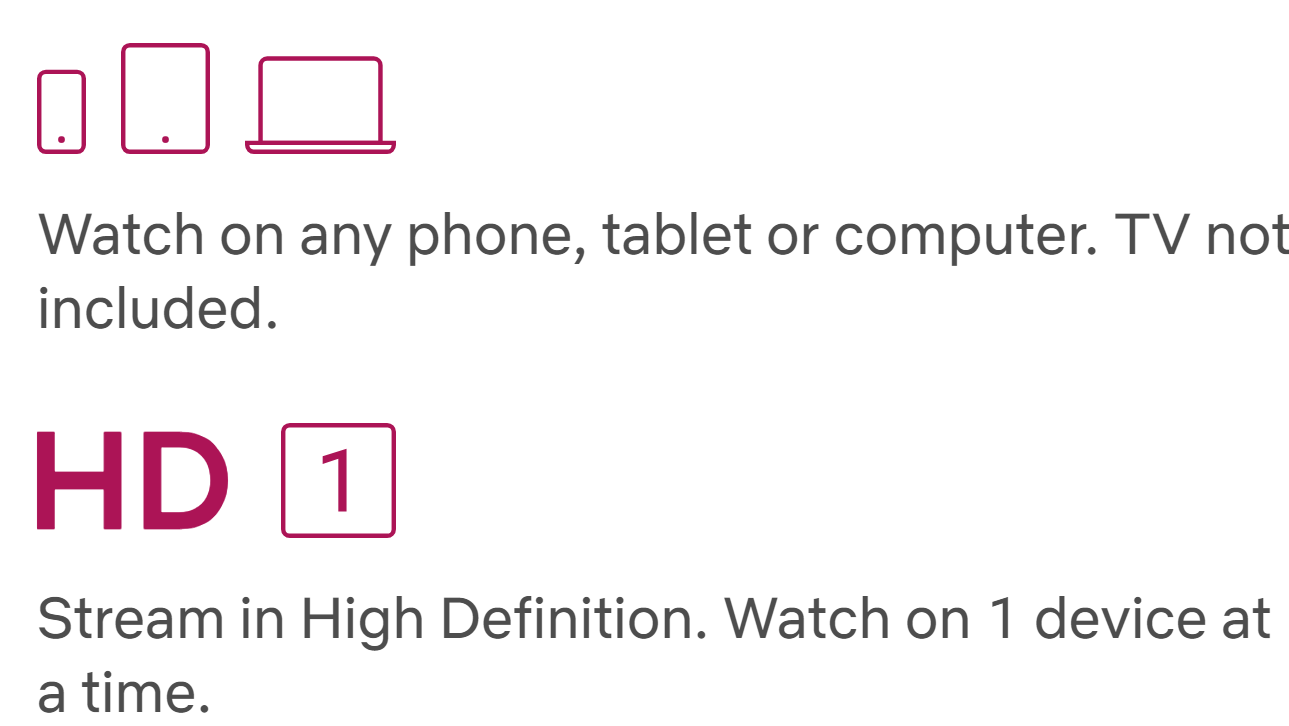 Watch on any phone, tablet or computer. TV not
included.
HD 1
Stream in High Definition. Watch on 1 device at
a time.